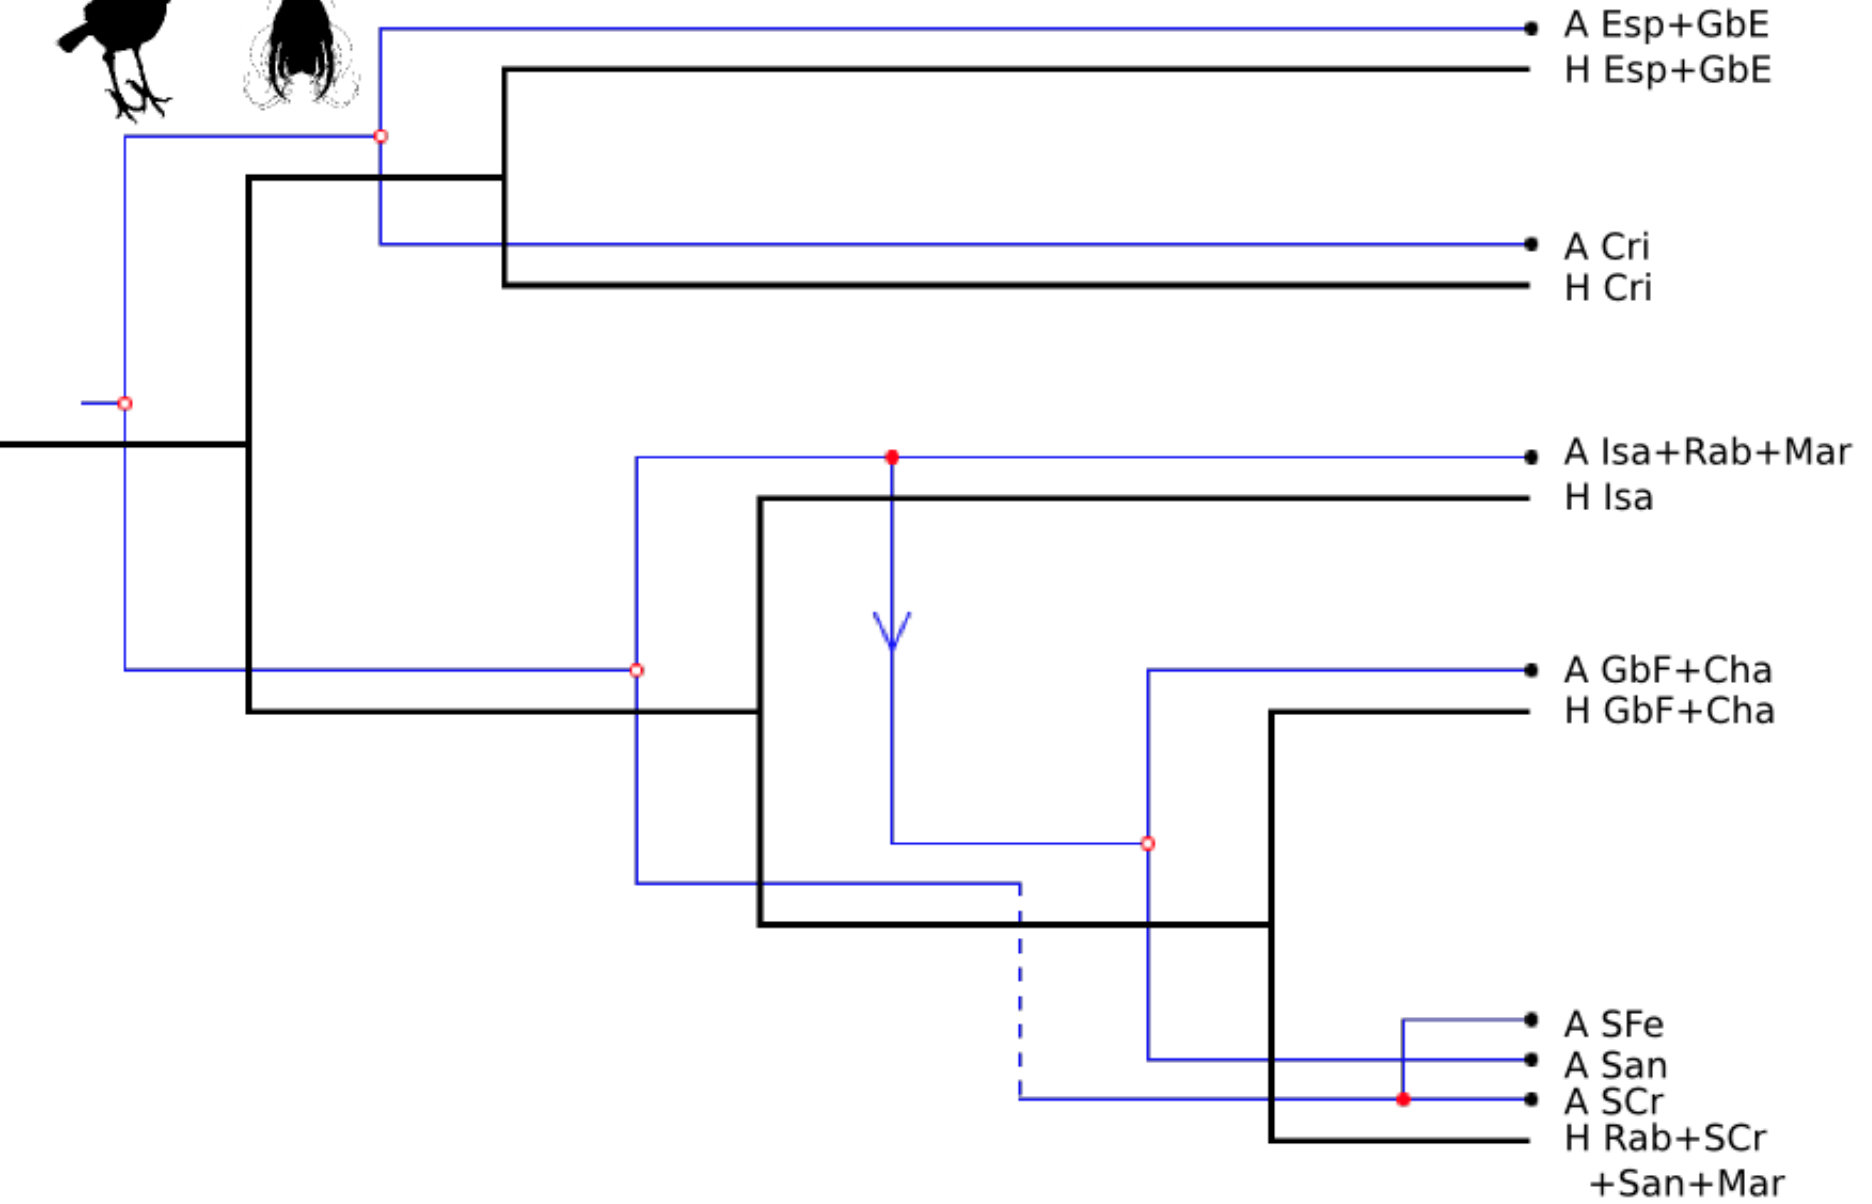 A Esp+GbE
H Esp+GbE
A Cri
H Cri
A Isa+Rab+Mar
H Isa
A GbF+Cha
H GbF+Cha
A SFe
A San
A SCr
H Rab+SCr
+San+Mar